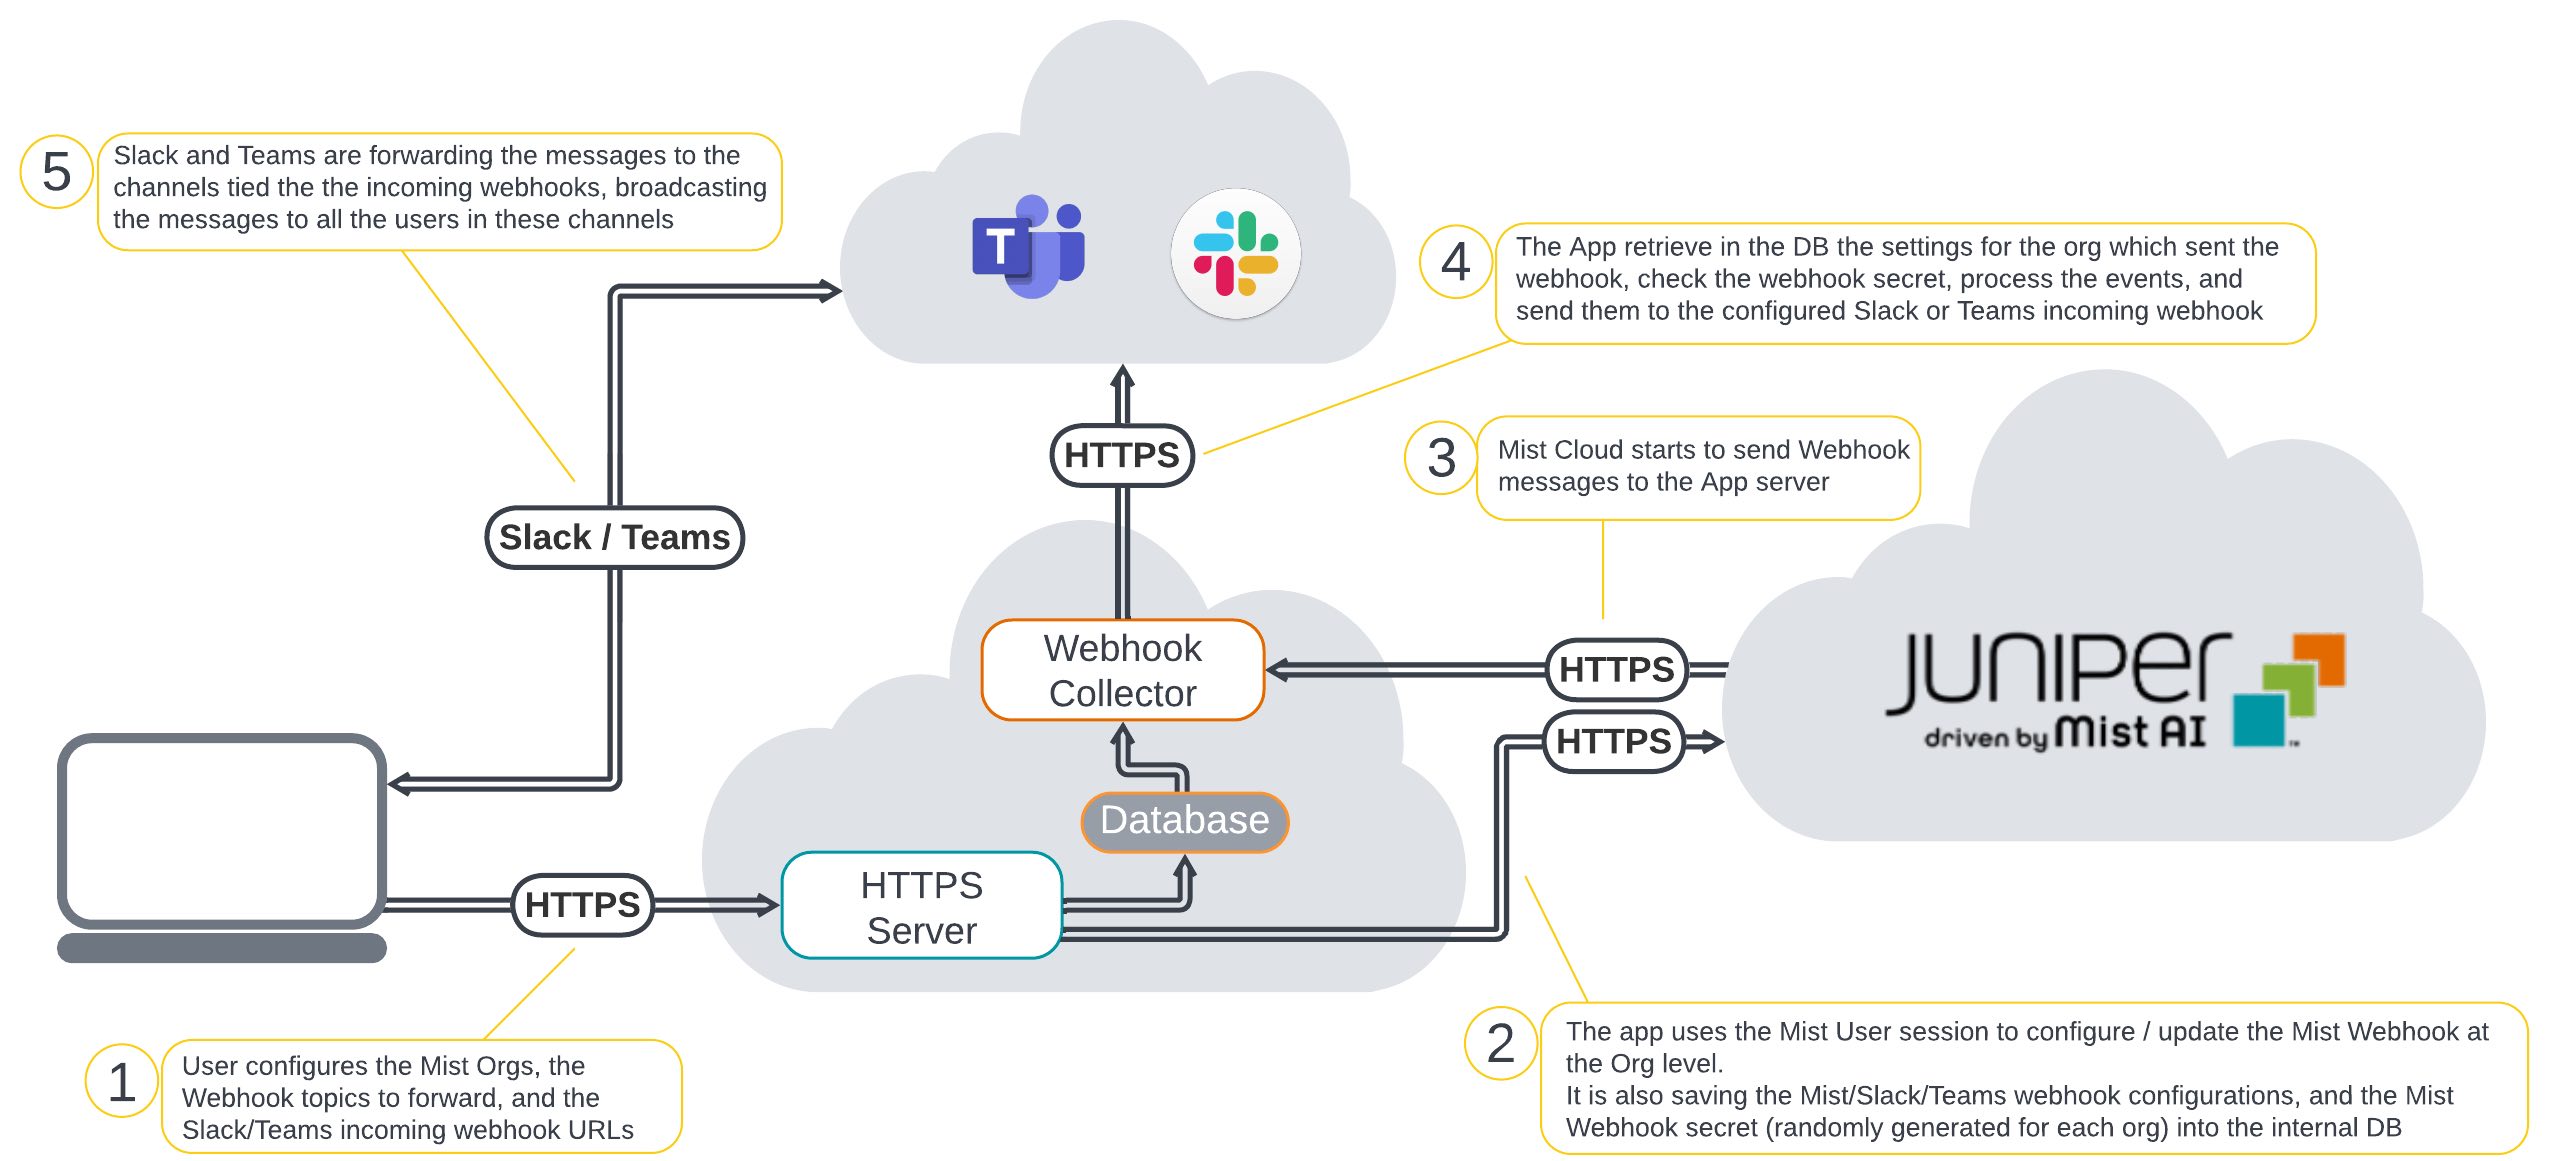 5
Slack and Teams are forwarding the messages to the
channels tied the the incoming webhooks, broadcasting
the messages to all the users in these channels
T
4
The App retrieve in the DB the settings for the org which sent the
webhook, check the webhook secret, process the events, and
send them to the configured Slack or Teams incoming webhook
HTTPS
3
Mist Cloud starts to send Webhook
messages to the App server
Slack / Teams
Webhook
Collector
HTTPS
HTTPS
Juniper
driven by Mist AI
™
Database
HTTPS
HTTPS
Server
1
User configures the Mist Orgs, the
Webhook topics to forward, and the
Slack/Teams incoming webhook URLs
2
The app uses the Mist User session to configure / update the Mist Webhook at
the Org level.
It is also saving the Mist/Slack/Teams webhook configurations, and the Mist
Webhook secret (randomly generated for each org) into the internal DB